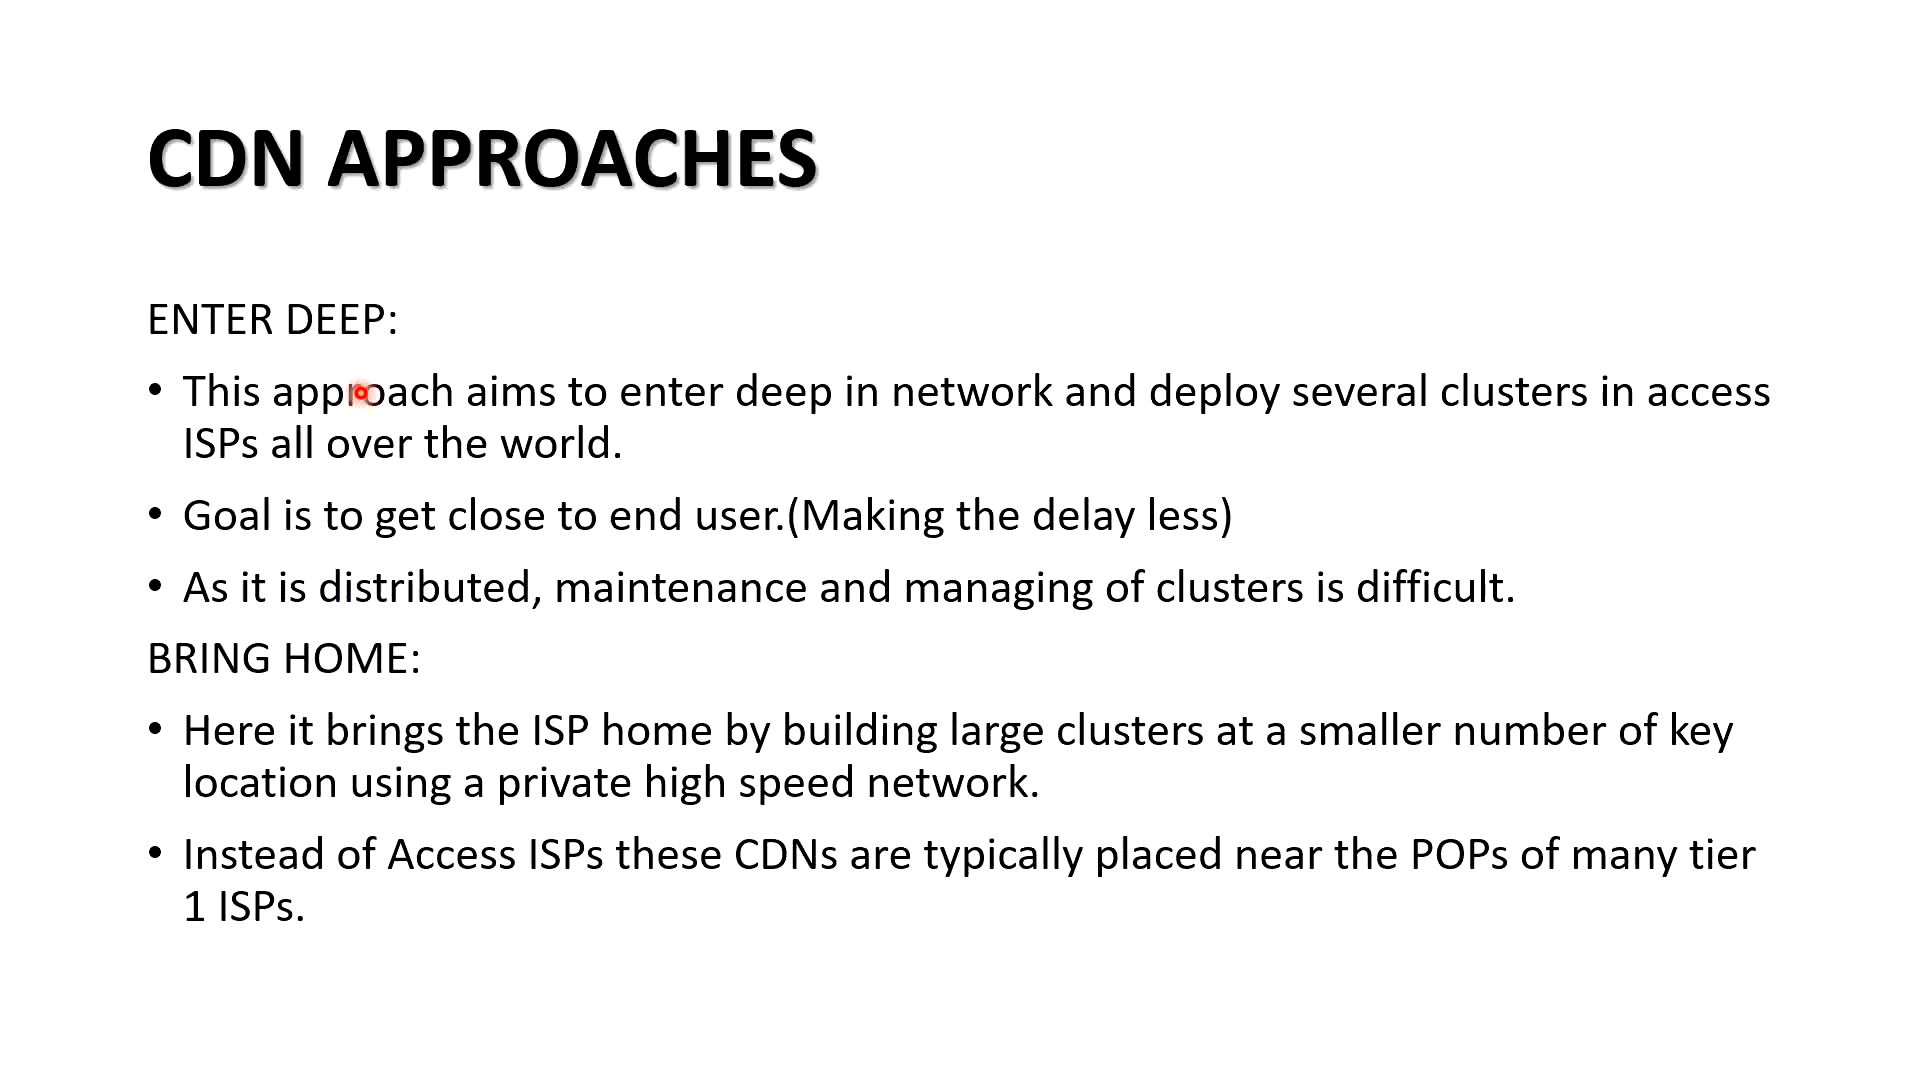 CDN APPROACHES
ENTER DEEP:
• This approach aims to enter deep in network and deploy several clusters in access
ISPs all over the world.
• Goal is to get close to end user.(Making the delay less)
• As it is distributed, maintenance and managing of clusters is difficult.
BRING HOME:
• Here it brings the ISP home by building large clusters at a smaller number of key
location using a private high speed network.
• Instead of Access ISPs these CDNs are typically placed near the POPs of many tier
1 ISPs.